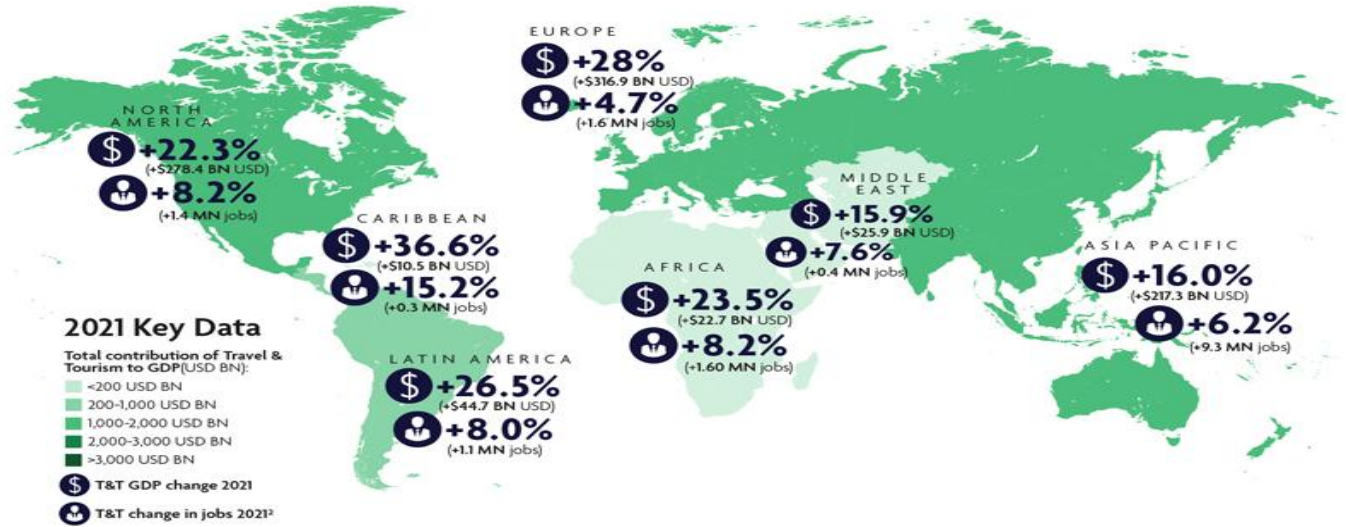 EUROPE
+28%
(+$316.9 BN USD)
+4.7%
(+1.6 MN jobs)
NORTH
AMERICA
+22.3%
(+$278.4 BN USD)
+8.2%
(+1.4 MN jobs)
CARIBBEAN
+36.6%
(+$10.5 BN USD)
+15.2%
(+0.3 MN jobs)
MIDDLE
EAST
+15.9%
(+$25.9 BN USD)
+7.6%
(+0.4 MN jobs)
ASIA PACIFIC
+16.0%
(+$217.3 BN USD)
+6.2%
(+9.3 MN jobs)
AFRICA
+23.5%
(+$22.7 BN USD)
+8.2%
(+1.60 MN jobs)
LATIN AMERICA
+26.5%
(+$44.7 BN USD)
+8.0%
(+1.1 MN jobs)
2021 Key Data
Total contribution of Travel &
Tourism to GDP(USD BN):
<200 USD BN
200-1,000 USD BN
1,000-2,000 USD BN
2,000-3,000 USD BN
>3,000 USD BN
$ T&T GDP change 2021
T&T change in jobs 2021²